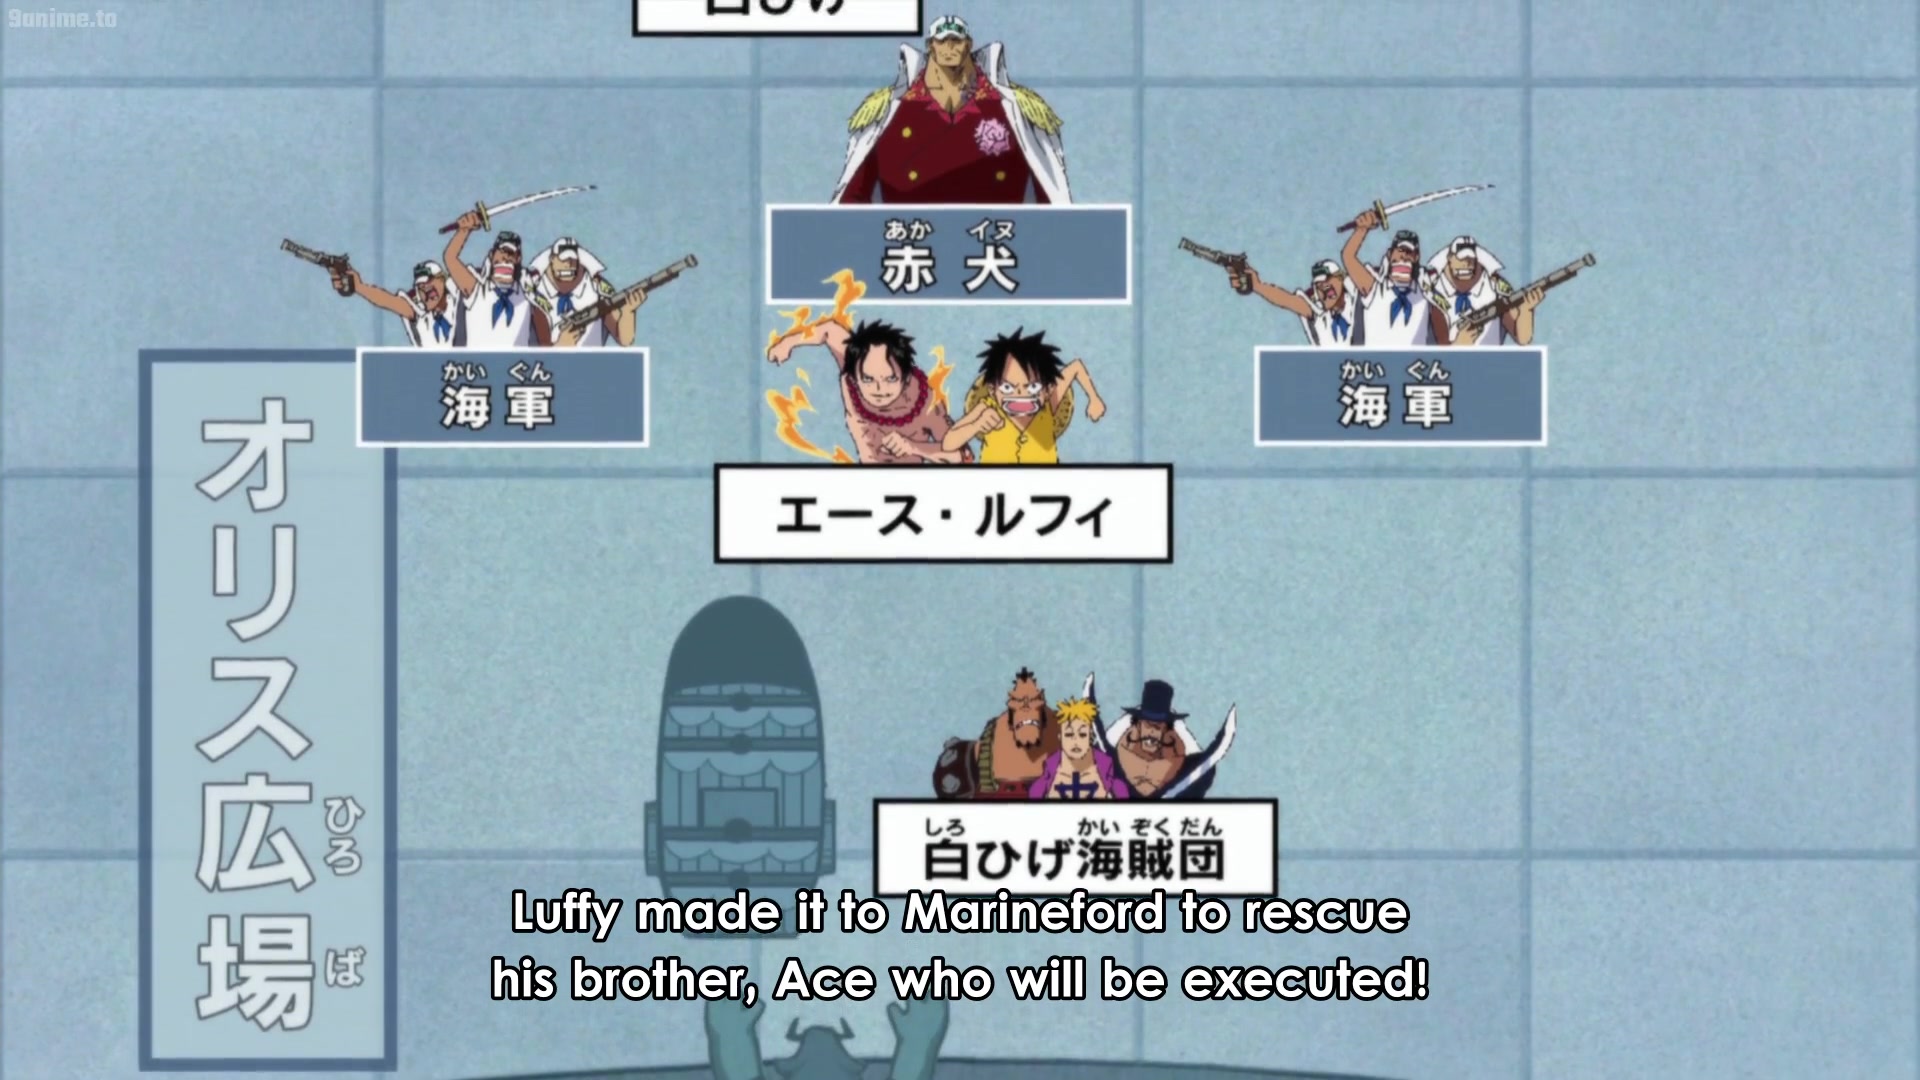 9anime.to
白ひげ
あか イヌ
赤犬
かい ぐん
海軍
かい ぐん
海軍
エース・ルフィ
オリス広場
ひろ ば
しろ かい ぞく だん
白ひげ海賊団
Luffy made it to Marineford to rescue
his brother, Ace who will be executed!